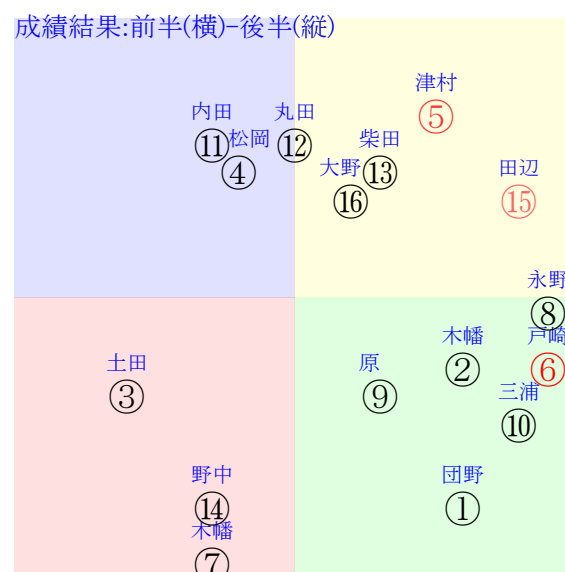 成績結果:前半(横)-後半(縦)
津村
⑤
内田
⑪
丸田
⑫
松岡
④
柴田
⑬
大野
⑯
田辺
⑮
永野
⑧
木幡
②
戸崎
⑥
土田
③
原
⑨
三浦
⑩
野中
⑭
団野
①
木幡
⑦